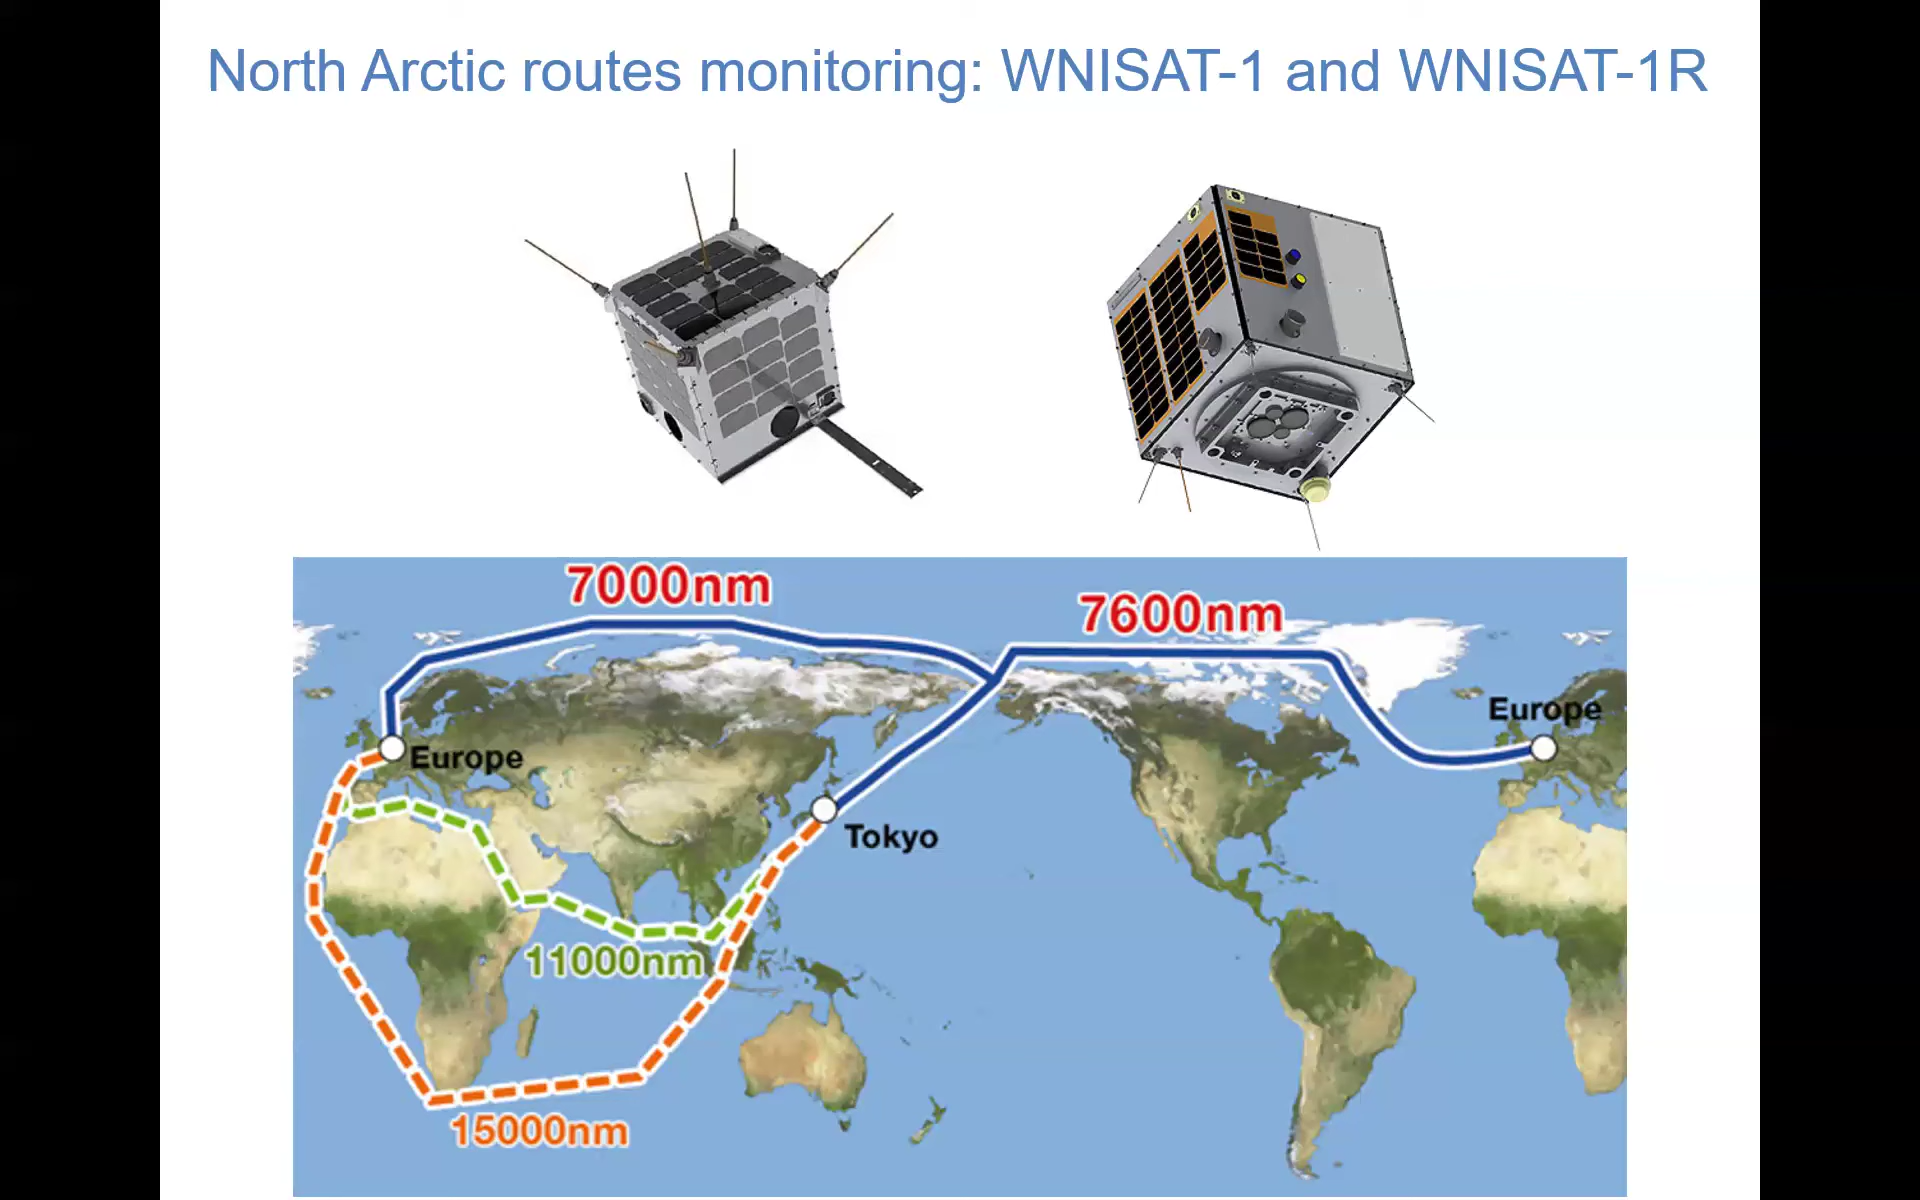 North Arctic routes monitoring: WNISAT-1 and WNISAT-1R
7000nm
7600nm
Europe
Europe
Tokyo
11000nm
15000nm